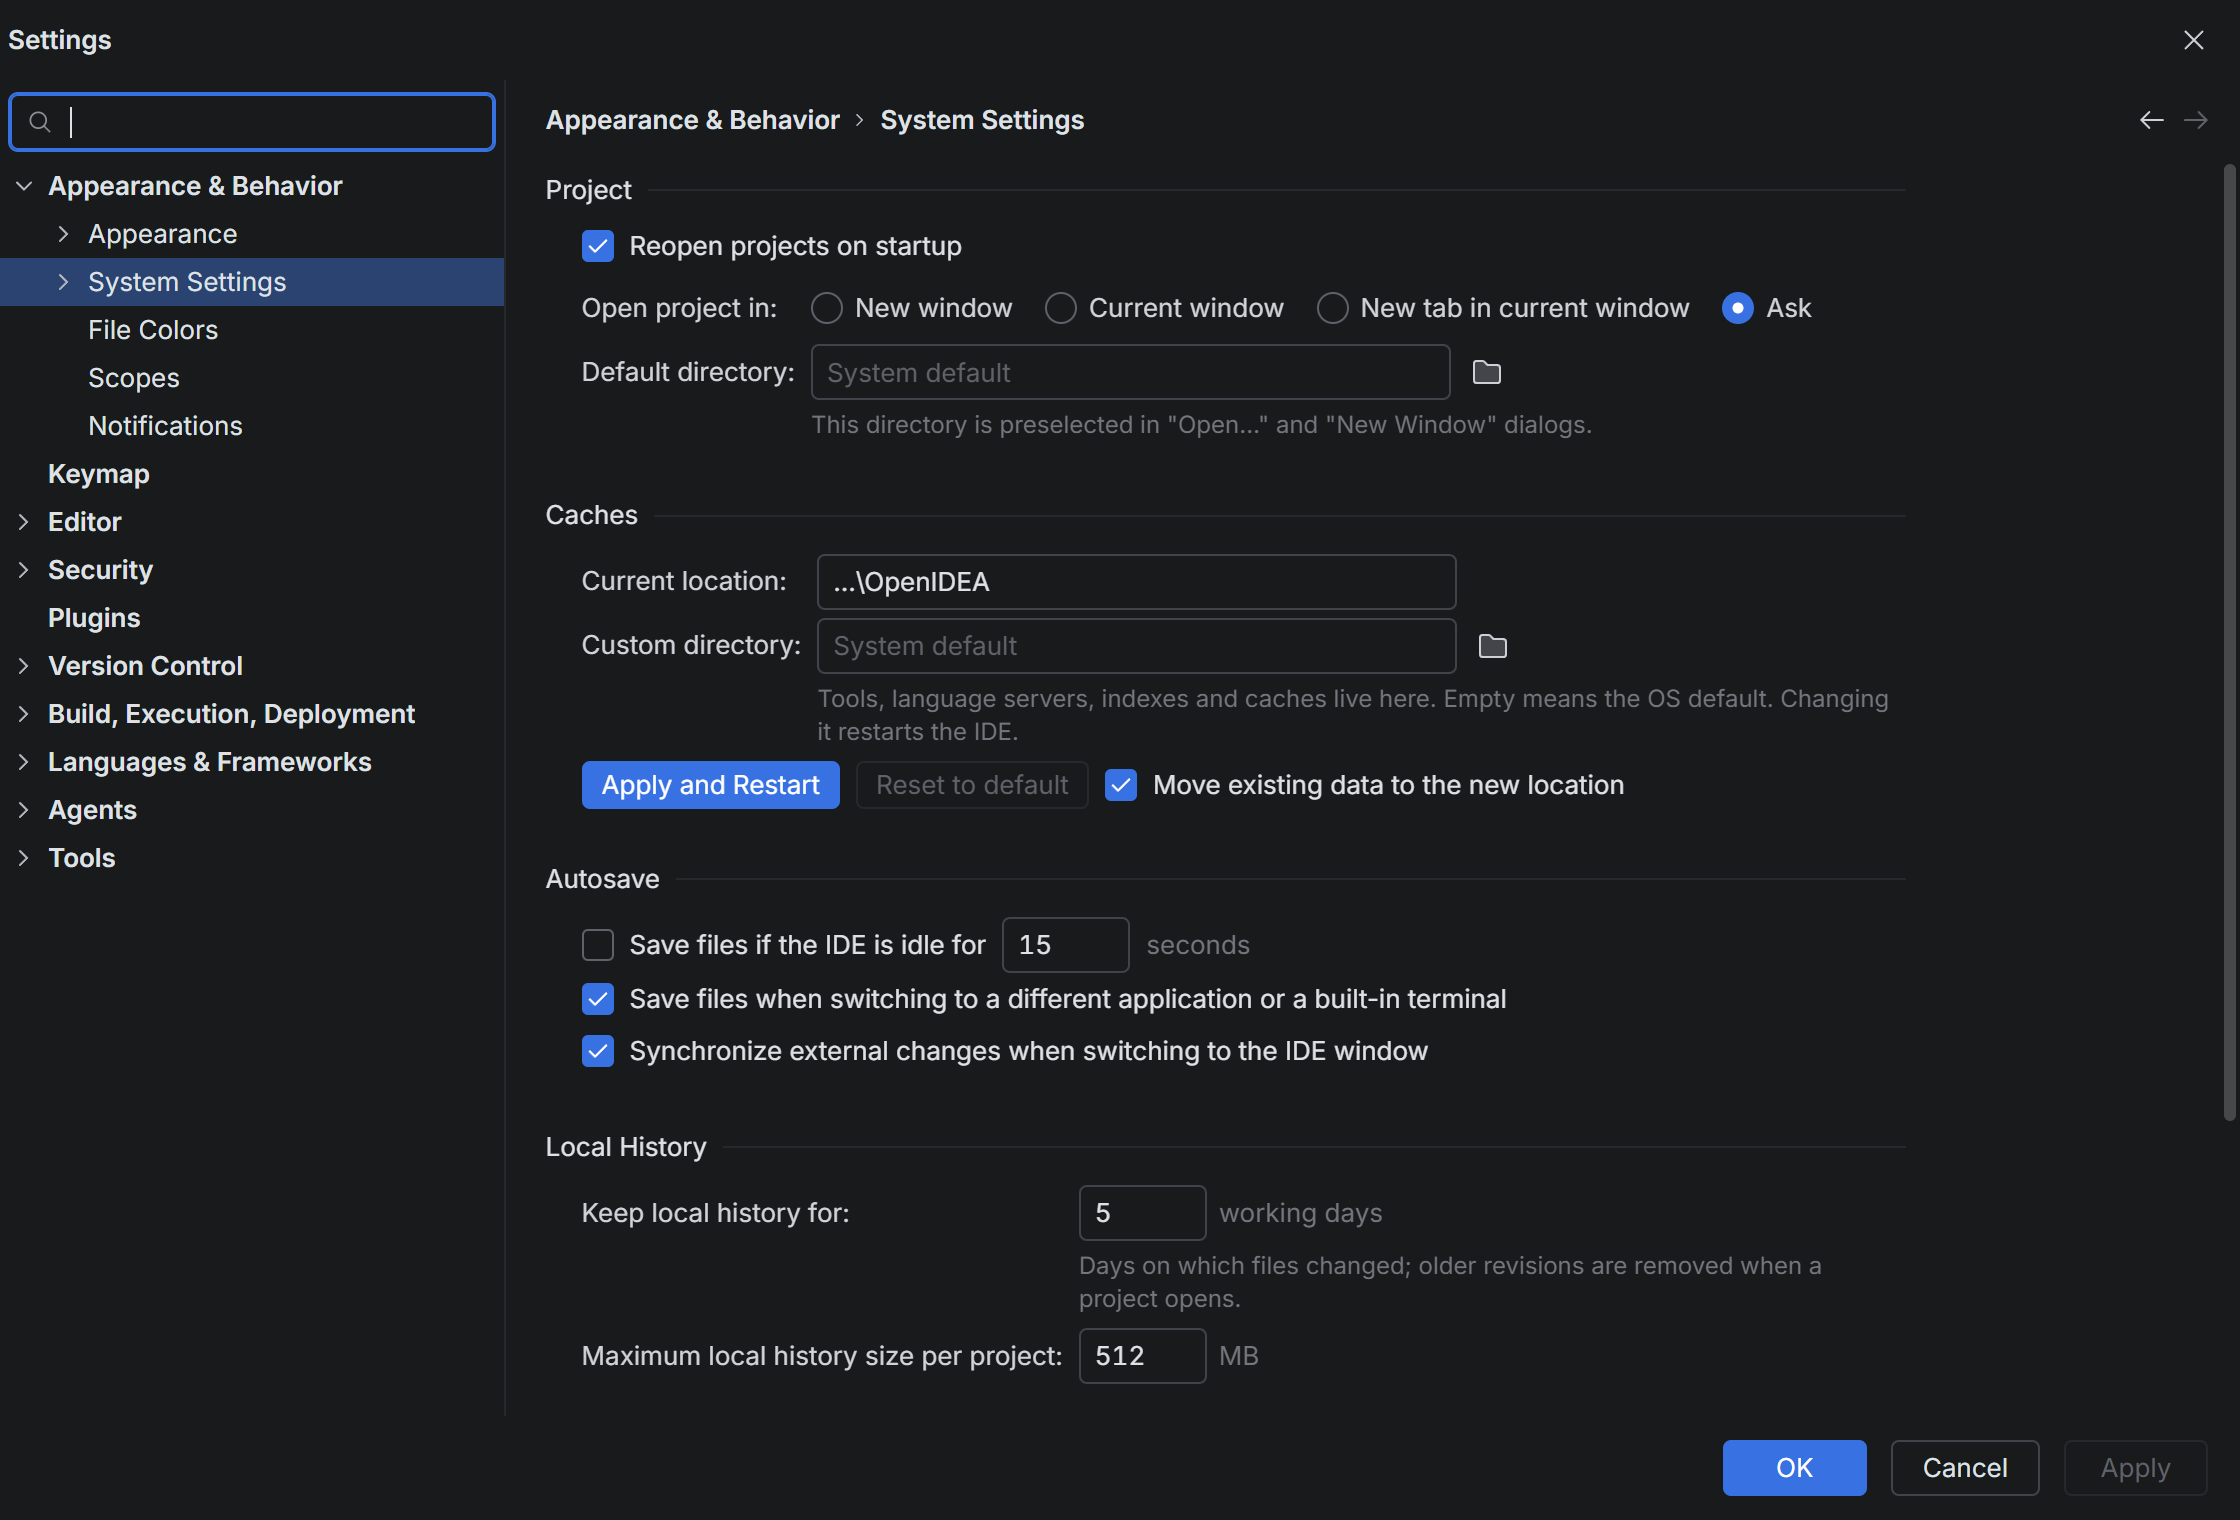 Settings
Appearance & Behavior
Appearance
System Settings
File Colors
Scopes
Notifications
Keymap
Editor
Security
Plugins
Version Control
Build, Execution, Deployment
Languages & Frameworks
Agents
Tools
Appearance & Behavior › System Settings
Project
Reopen projects on startup
Open project in: New window Current window New tab in current window Ask
Default directory: System default
This directory is preselected in "Open..." and "New Window" dialogs.
Caches
Current location: ...\OpenIDEA
Custom directory: System default
Tools, language servers, indexes and caches live here. Empty means the OS default. Changing
it restarts the IDE.
Apply and Restart Reset to default Move existing data to the new location
Autosave
Save files if the IDE is idle for 15 seconds
Save files when switching to a different application or a built-in terminal
Synchronize external changes when switching to the IDE window
Local History
Keep local history for: 5 working days
Days on which files changed; older revisions are removed when a
project opens.
Maximum local history size per project: 512 MB
OK Cancel Apply